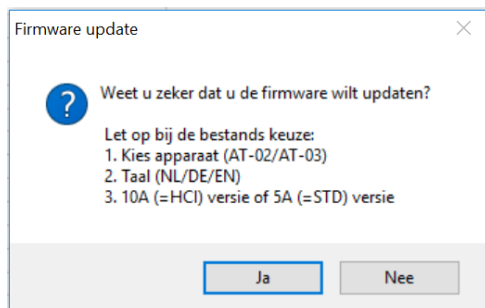 Firmware update
Weet u zeker dat u de firmware wilt updaten?
Let op bij de bestands keuze:
1. Kies apparaat (AT-02/AT-03)
2. Taal (NL/DE/EN)
3. 10A (=HCI) versie of 5A (=STD) versie
Ja
Nee